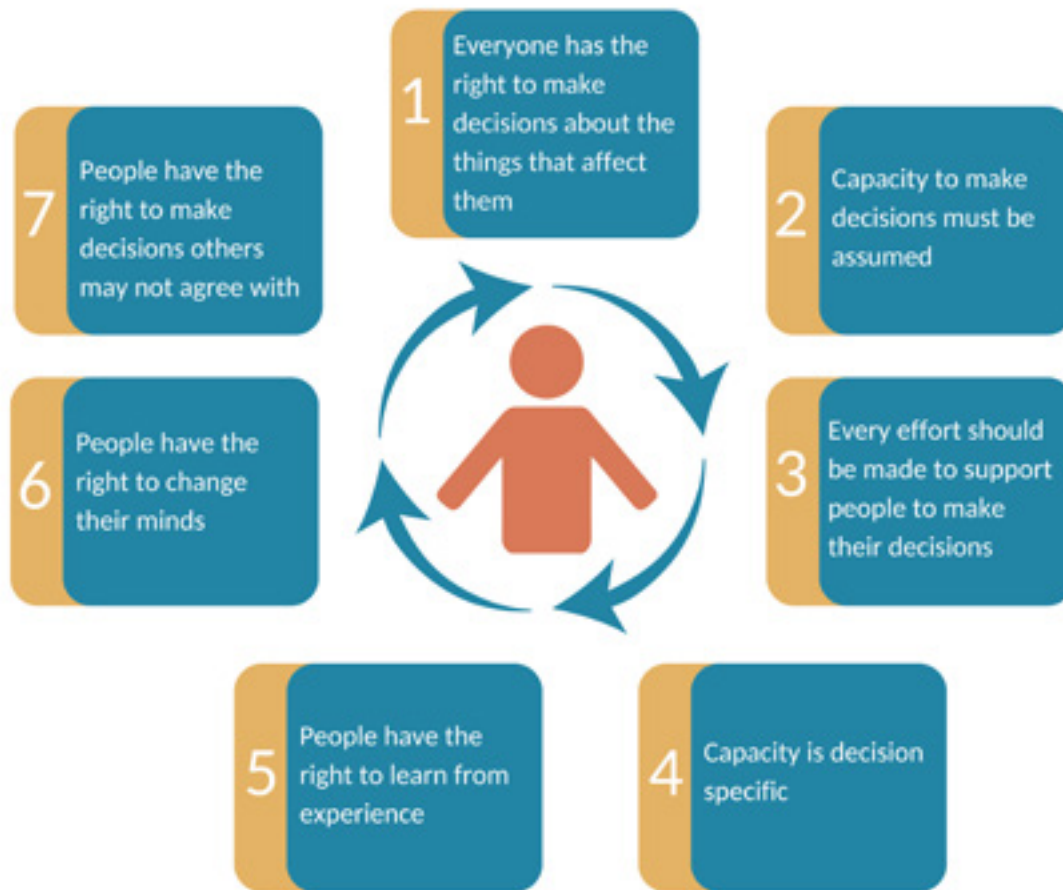 1
Everyone has the
right to make
decisions about the
things that affect
them
2
Capacity to make
decisions must be
assumed
3
Every effort should
be made to support
people to make
their decisions
4
Capacity is decision
specific
5
People have the
right to learn from
experience
6
People have the
right to change
their minds
7
People have the
right to make
decisions others
may not agree with